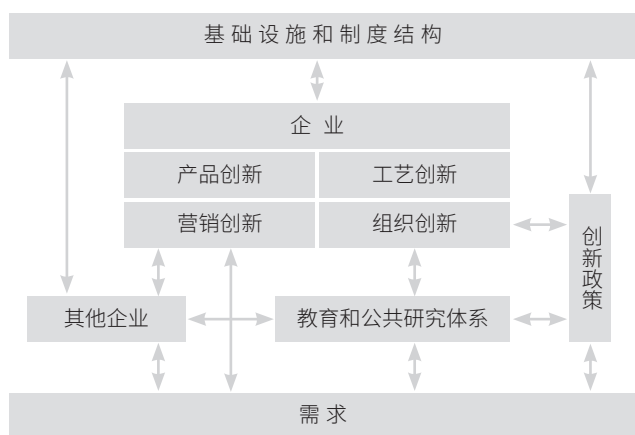 基础设施和制度结构
企业
产品创新
工艺创新
营销创新
组织创新
创新政策
其他企业
教育和公共研究体系
需求